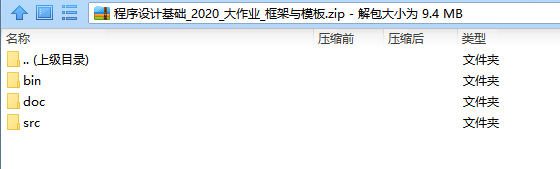 程序设计基础_2020_大作业_框架与模板.zip - 解包大小为 9.4 MB
名称 压缩前 压缩后 类型
.. (上级目录) 文件夹
bin 文件夹
doc 文件夹
src 文件夹